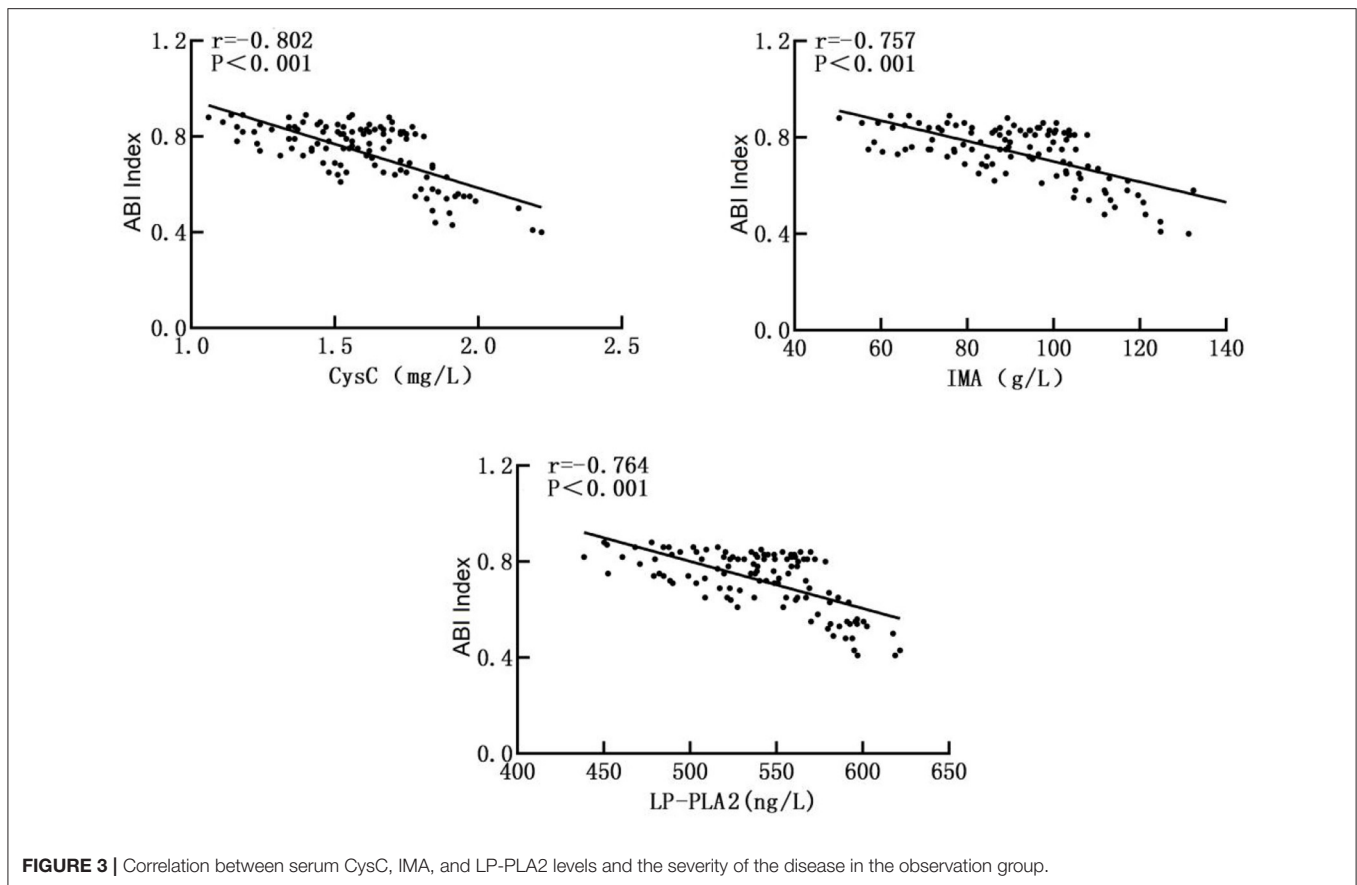 1.2
r=-0.802
P<0.001
0.8
0.4
0.0
ABI Index
1.0
1.5
2.0
2.5
CysC (mg/L)
1.2
r=-0.757
P<0.001
0.8
0.4
0.0
ABI Index
40
60
80
100
120
140
IMA (g/L)
1.2
r=-0.764
P<0.001
0.8
0.4
0.0
ABI Index
400
450
500
550
600
650
LP-PLA2(ng/L)
FIGURE 3 | Correlation between serum CysC, IMA, and LP-PLA2 levels and the severity of the disease in the observation group.